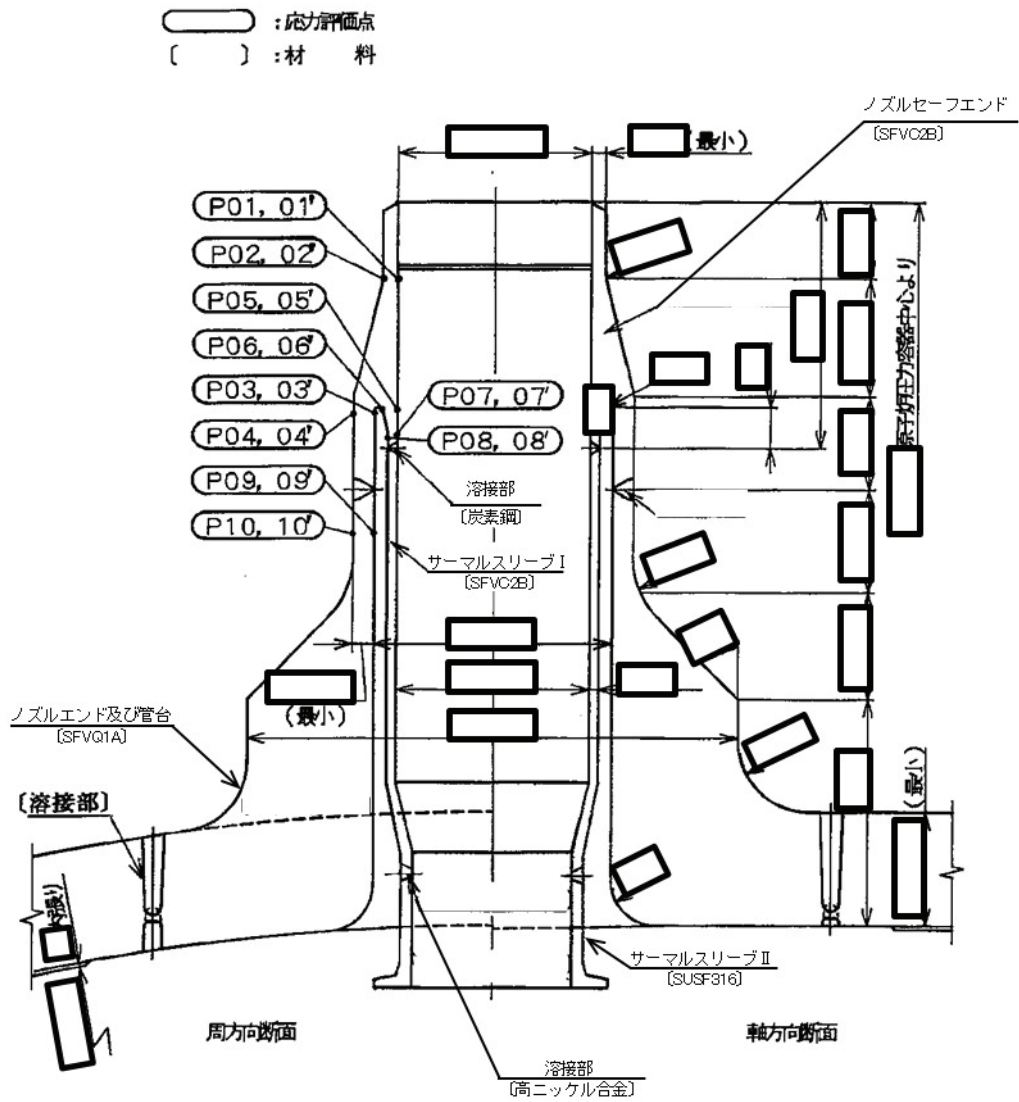 ：応力評価点
〔　　〕：材　料
ノズルセーフエンド
〔SFVC2B〕
(最小)
P01, 01'
P02, 02'
P05, 05'
P06, 06'
P03, 03'
P04, 04'
P09, 09'
P10, 10'
P07, 07'
P08, 08'
溶接部
〔炭素鋼〕
サーマルスリーブⅠ
〔SFVC2B〕
原子炉圧力容器中心より
(最小)
ノズルエンド及び管台
〔SFVQ1A〕
〔溶接部〕
(最小)
サーマルスリーブⅡ
〔SUSF316〕
周方向断面
軸方向断面
溶接部
〔高ニッケル合金〕